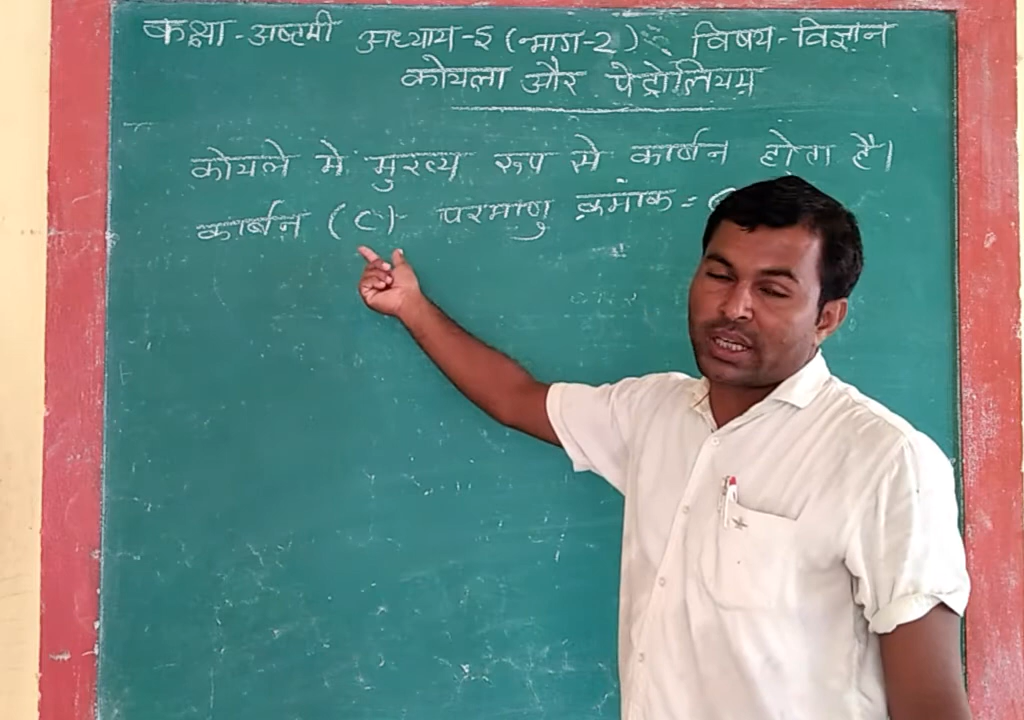 कक्षा - अष्टमी अध्याय - 5 (भाग - 2) विषय - विज्ञान
कोयला और पेट्रोलियम
कोयले में मुख्य रूप से कार्बन होता है।
कार्बन (C) - परमाणु क्रमांक =